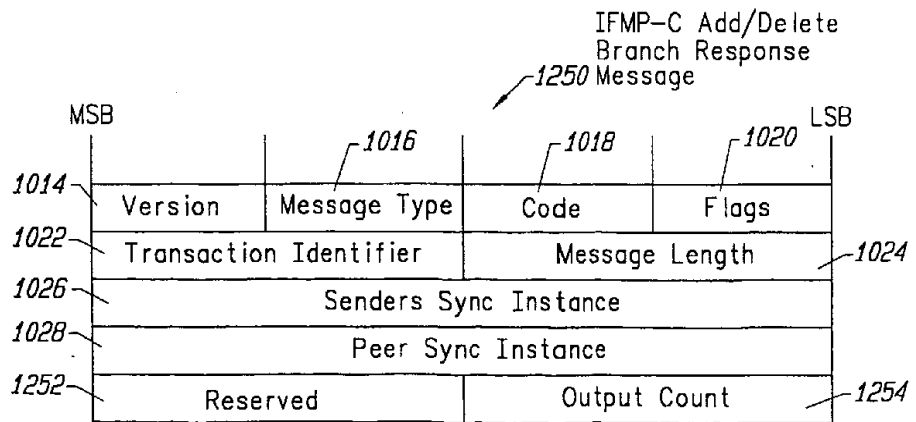 IFMP-C Add/Delete
Branch Response
1250 Message
MSB
LSB
1016
1018
1020
1014
Version
Message Type
Code
Flags
1022
Transaction Identifier
Message Length
1024
1026
Senders Sync Instance
1028
Peer Sync Instance
1252
Reserved
Output Count
1254